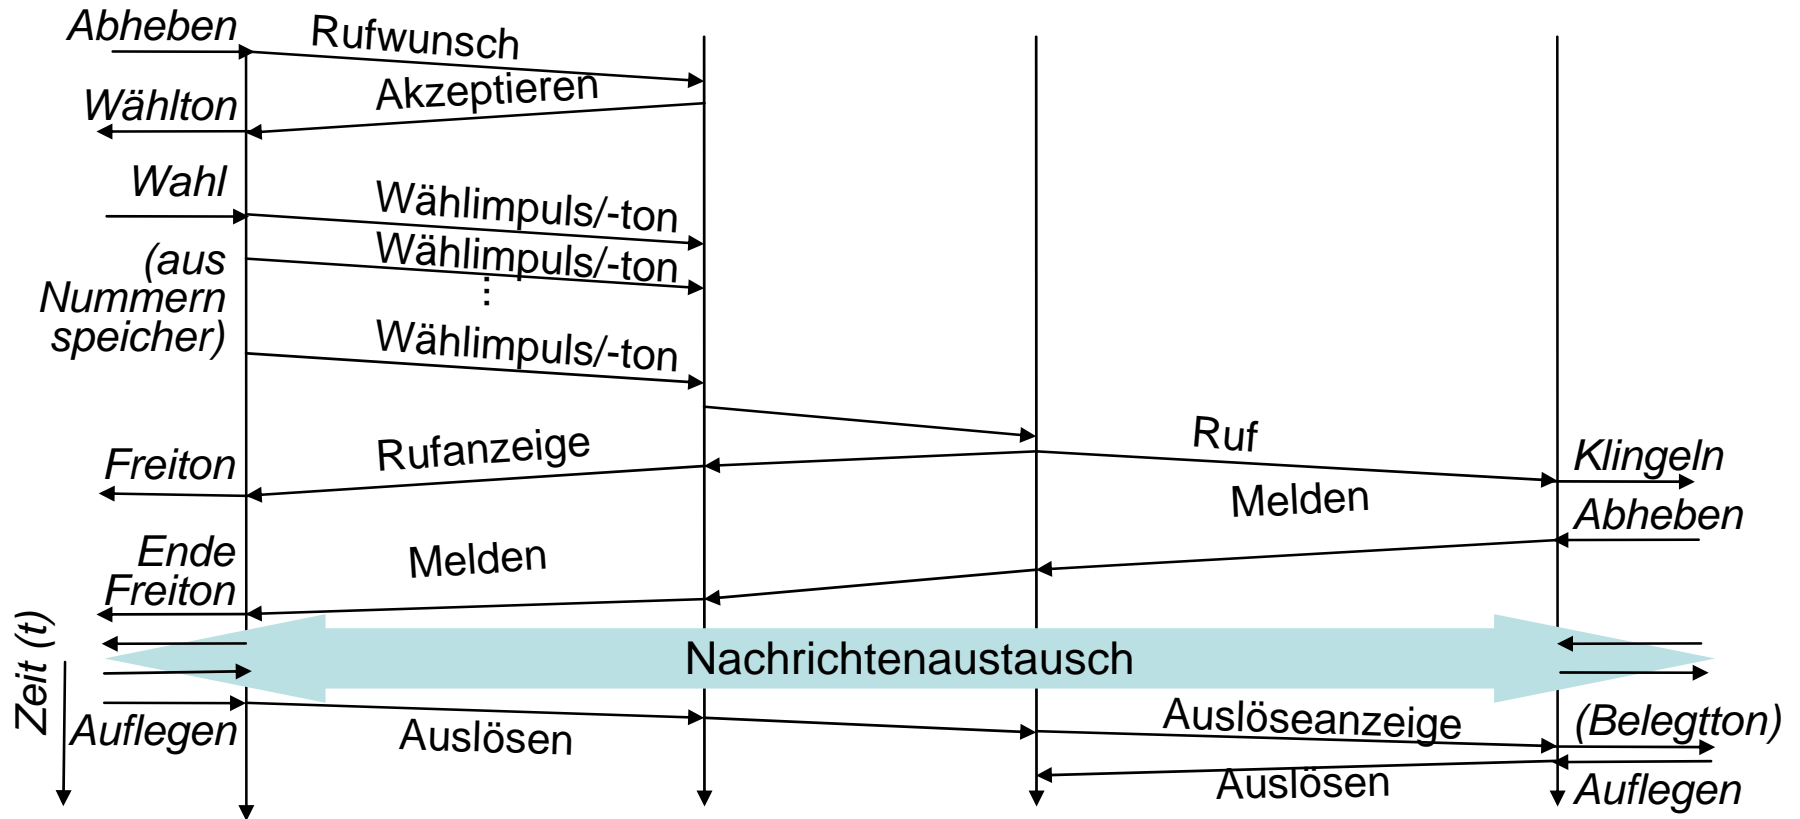 Abheben
Rufwunsch
Akzeptieren
Wählton
Wahl
Wählimpuls/-ton
Wählimpuls/-ton
(aus
Nummern
speicher)
...
Wählimpuls/-ton
Ruf
Rufanzeige
Freiton
Klingeln
Melden
Abheben
Ende
Freiton
Melden
Zeit (t)
Nachrichtenaustausch
Auflegen
Auslösen
Auslöseanzeige
(Belegtton)
Auslösen
Auflegen